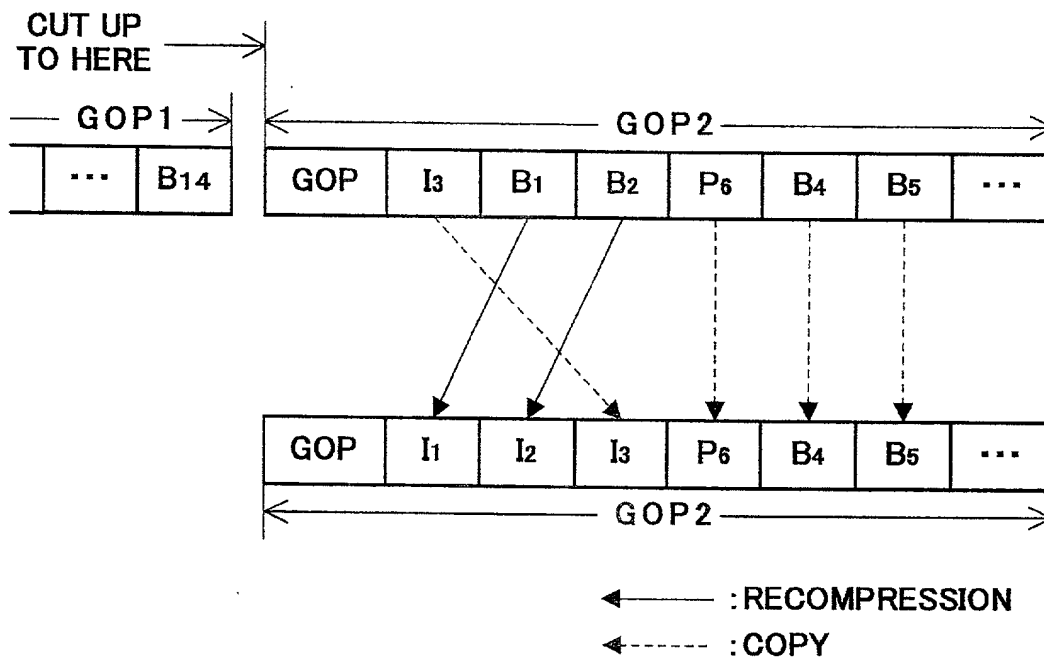 CUT UP
TO HERE
GOP1
GOP2
... B14
GOP I3 B1 B2 P6 B4 B5 ...
GOP I1 I2 I3 P6 B4 B5 ...
GOP2
:RECOMPRESSION
:COPY